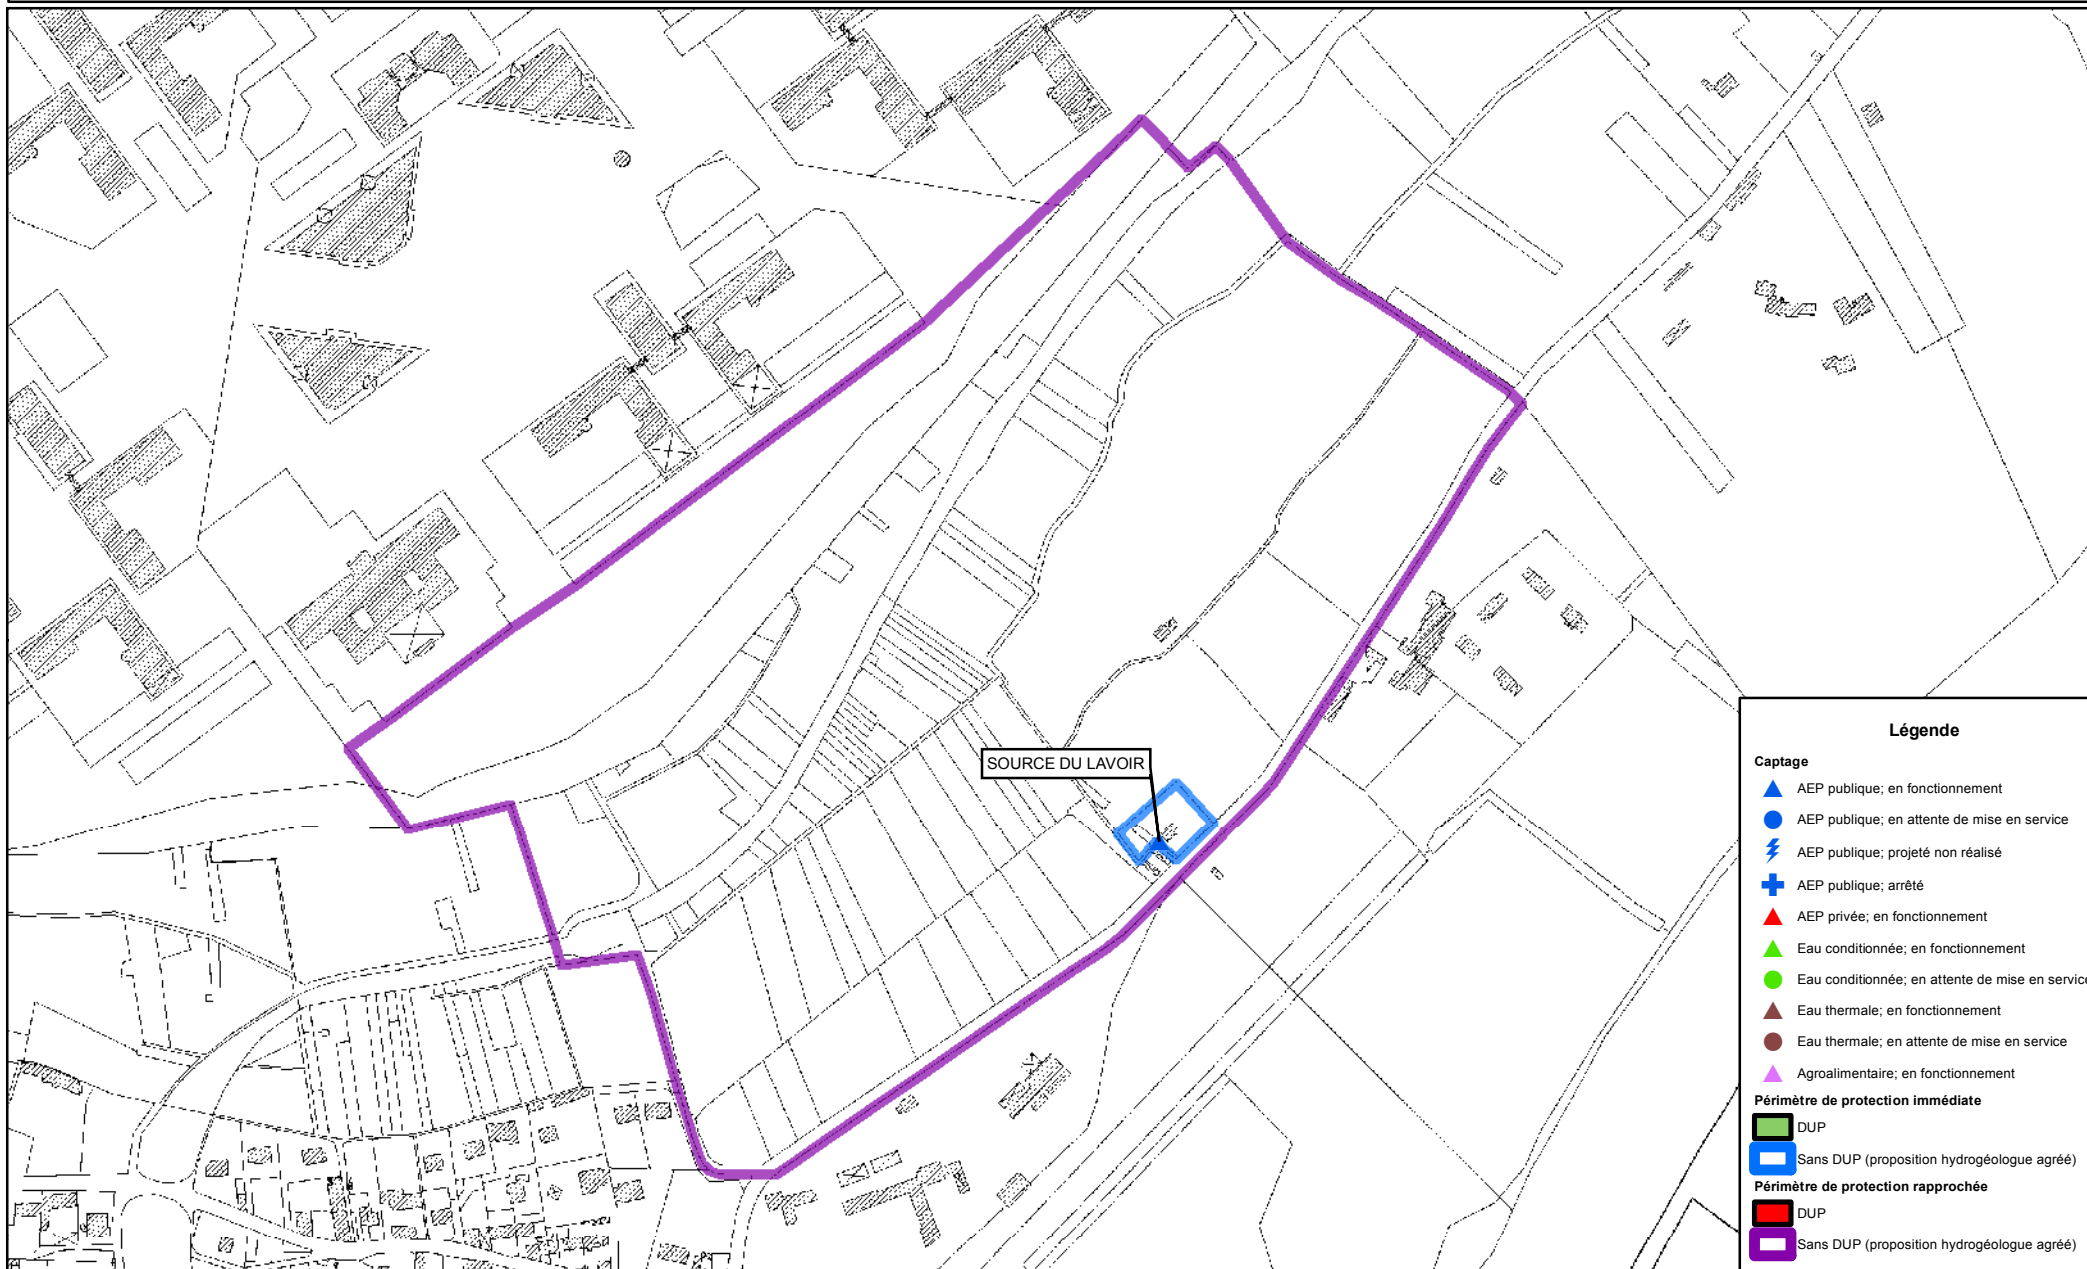 SOURCE DU LAVOIR
Légende
Captage
AEP publique; en fonctionnement
AEP publique; en attente de mise en service
AEP publique; projeté non réalisé
AEP publique; arrêté
AEP privée; en fonctionnement
Eau conditionnée; en fonctionnement
Eau conditionnée; en attente de mise en service
Eau thermale; en fonctionnement
Eau thermale; en attente de mise en service
Agroalimentaire; en fonctionnement
Périmètre de protection immédiate
DUP
Sans DUP (proposition hydrogéologue agréé)
Périmètre de protection rapprochée
DUP
Sans DUP (proposition hydrogéologue agréé)